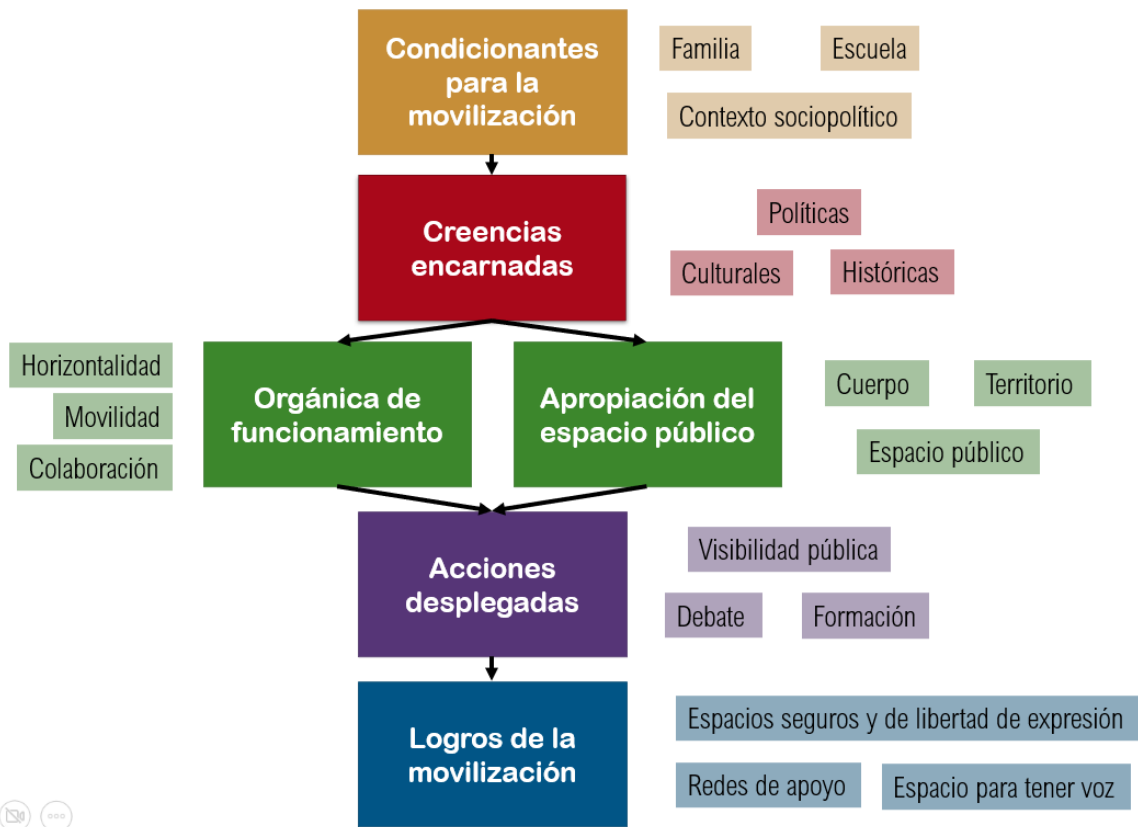 Condicionantes
para la
movilización
Familia
Escuela
Contexto sociopolítico
Creencias
encarnadas
Políticas
Culturales
Históricas
Horizontalidad
Movilidad
Colaboración
Orgánica de
funcionamiento
Apropiación del
espacio público
Cuerpo
Territorio
Espacio público
Acciones
desplegadas
Visibilidad pública
Debate
Formación
Logros de la
movilización
Espacios seguros y de libertad de expresión
Redes de apoyo
Espacio para tener voz